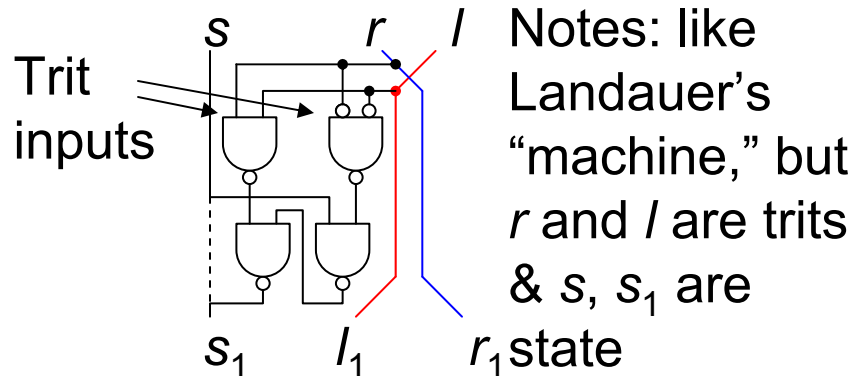 s r l
Trit
inputs
Notes: like
Landauer’s
“machine,” but
r and l are trits
& s, s₁ are
state
s₁ l₁ r₁